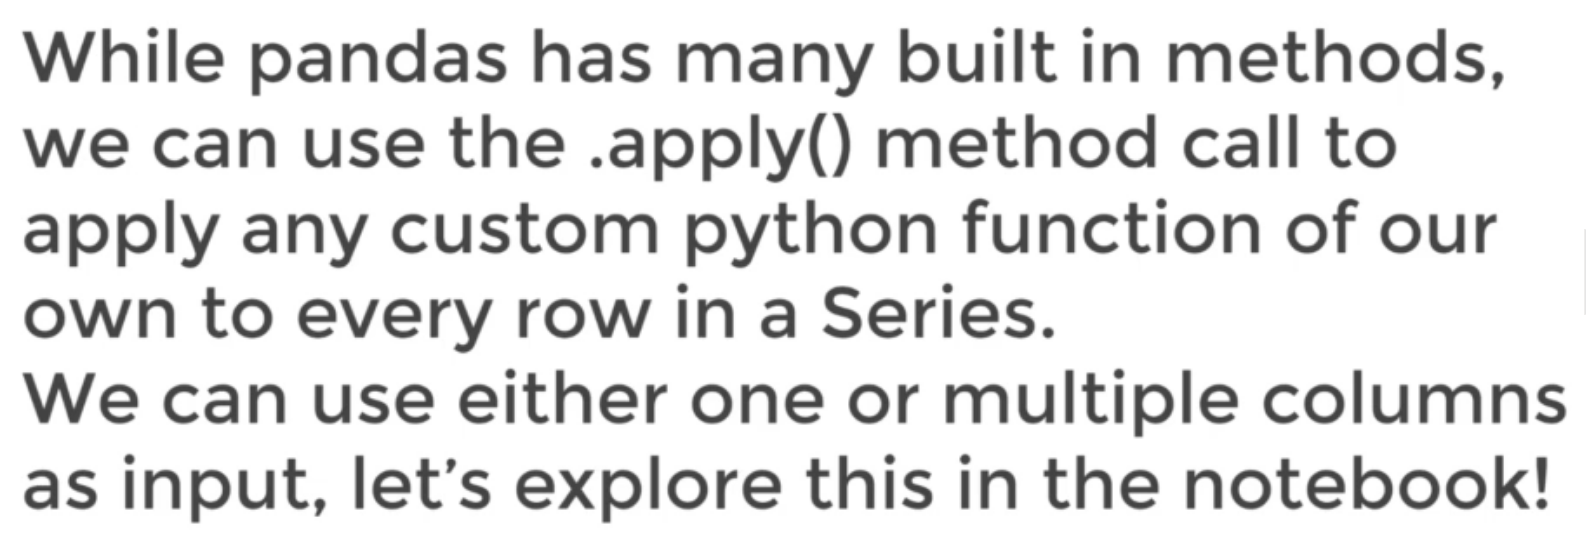 While pandas has many built in methods,
we can use the .apply() method call to
apply any custom python function of our
own to every row in a Series.
We can use either one or multiple columns
as input, let’s explore this in the notebook!